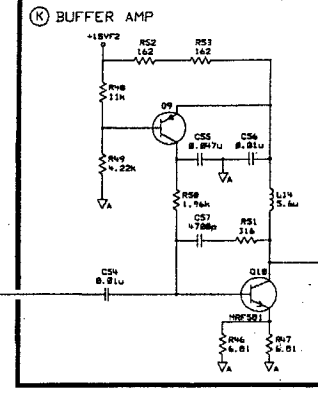 K BUFFER AMP
+15VF2
R52
162
R53
162
R48
11k
Q9
C55
0.047u
C56
0.01u
R49
4.22k
A
A
R50
1.96k
L14
5.6u
C57
4700p
R51
316
C54
0.01u
Q10
MRF501
R46
6.81
R47
6.81
A
A